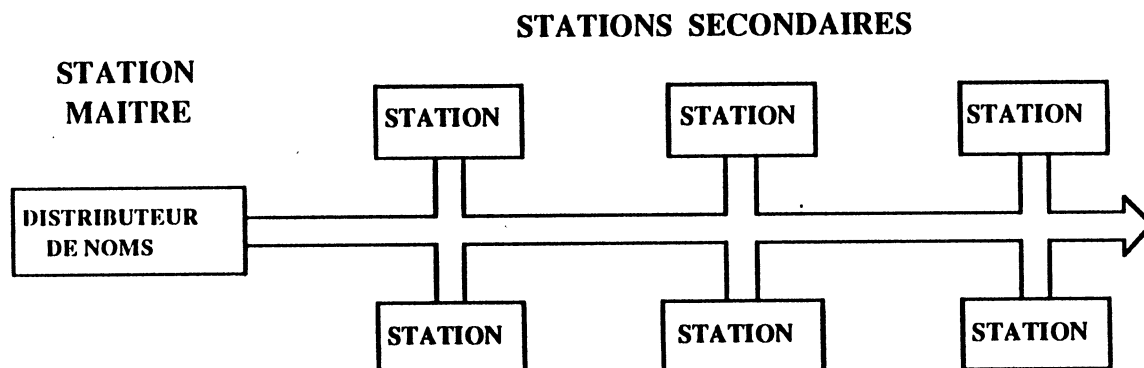 STATIONS SECONDAIRES
STATION
MAITRE
STATION
STATION
STATION
DISTRIBUTEUR
DE NOMS
STATION
STATION
STATION